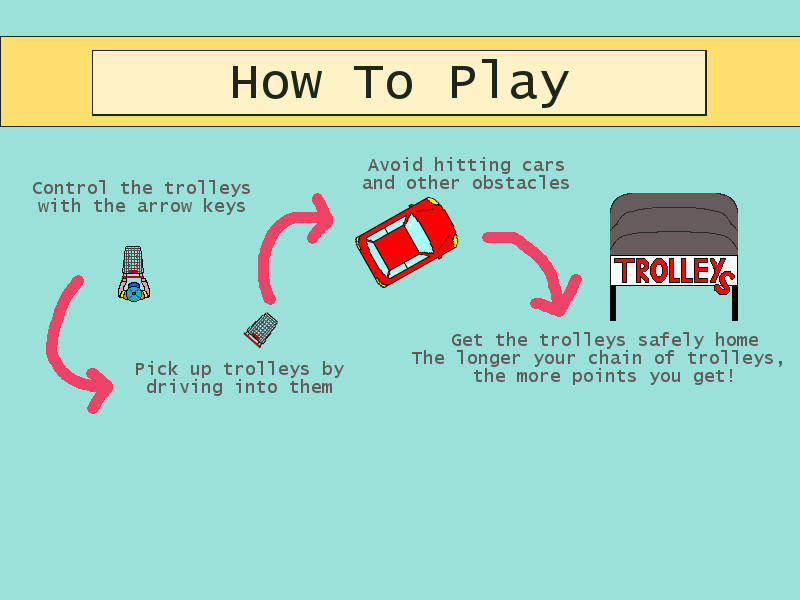 How To Play
Control the trolleys
with the arrow keys
Pick up trolleys by
driving into them
Avoid hitting cars
and other obstacles
TROLLEYS
Get the trolleys safely home
The longer your chain of trolleys,
the more points you get!